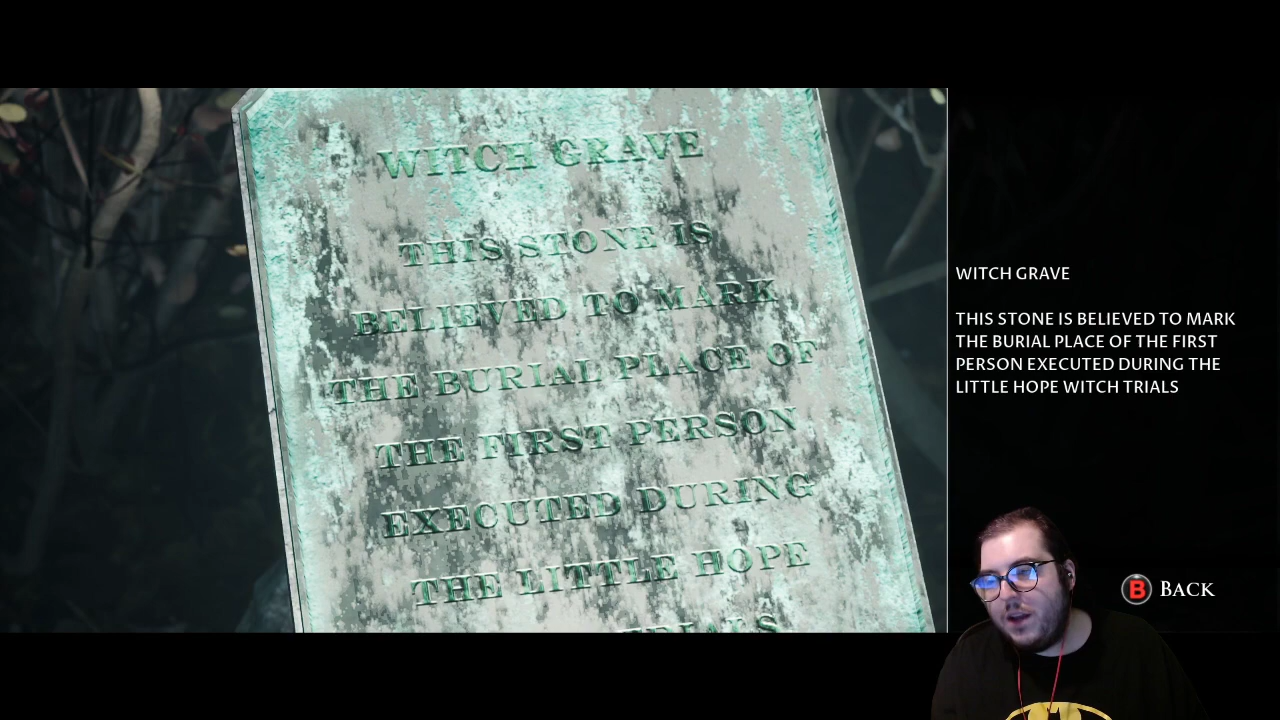 WITCH GRAVE
THIS STONE IS
BELIEVED TO MARK
THE BURIAL PLACE OF
THE FIRST PERSON
EXECUTED DURING
THE LITTLE HOPE
TRIALS
WITCH GRAVE
THIS STONE IS BELIEVED TO MARK
THE BURIAL PLACE OF THE FIRST
PERSON EXECUTED DURING THE
LITTLE HOPE WITCH TRIALS
B BACK